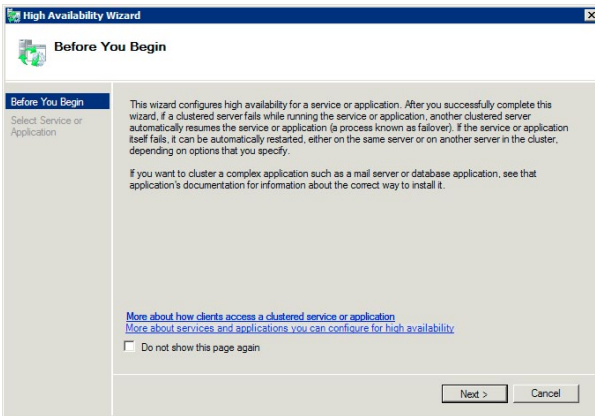 High Availability Wizard
Before You Begin
Before You Begin
Select Service or
Application
This wizard configures high availability for a service or application. After you successfully complete this
wizard, if a clustered server fails while running the service or application, another clustered server
automatically resumes the service or application (a process known as failover). If the service or application
itself fails, it can be automatically restarted, either on the same server or on another server in the cluster,
depending on options that you specify.
If you want to cluster a complex application such as a mail server or database application, see that
application's documentation for information about the correct way to install it.
More about how clients access a clustered service or application
More about services and applications you can configure for high availability
Do not show this page again
Next >
Cancel